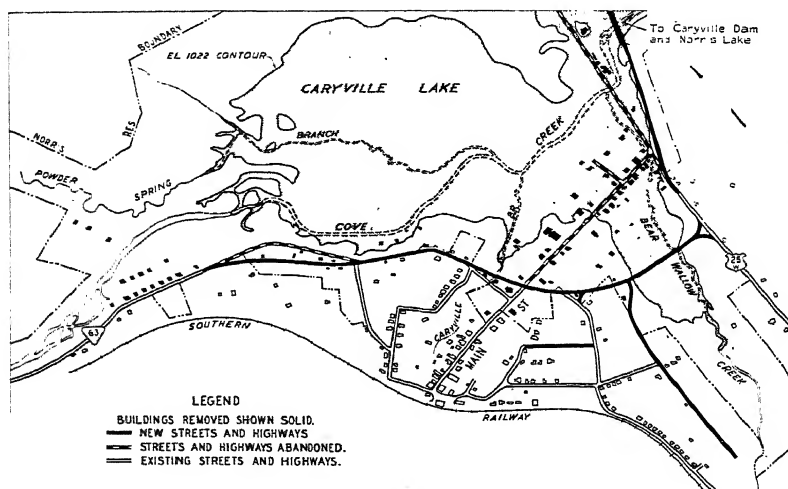 To Caryville Dam
and Norris Lake
BOUNDARY
EL 1022 CONTOUR
CARYVILLE LAKE
NORRIS
RES.
BRANCH
CREEK
POWDER
SPRING
COVE
BR.
BEAR
WALLOW
CREEK
25
W
63
SOUTHERN
RAILWAY
CARYVILLE
MAIN ST
LEGEND
BUILDINGS REMOVED SHOWN SOLID.
NEW STREETS AND HIGHWAYS
STREETS AND HIGHWAYS ABANDONED.
EXISTING STREETS AND HIGHWAYS.